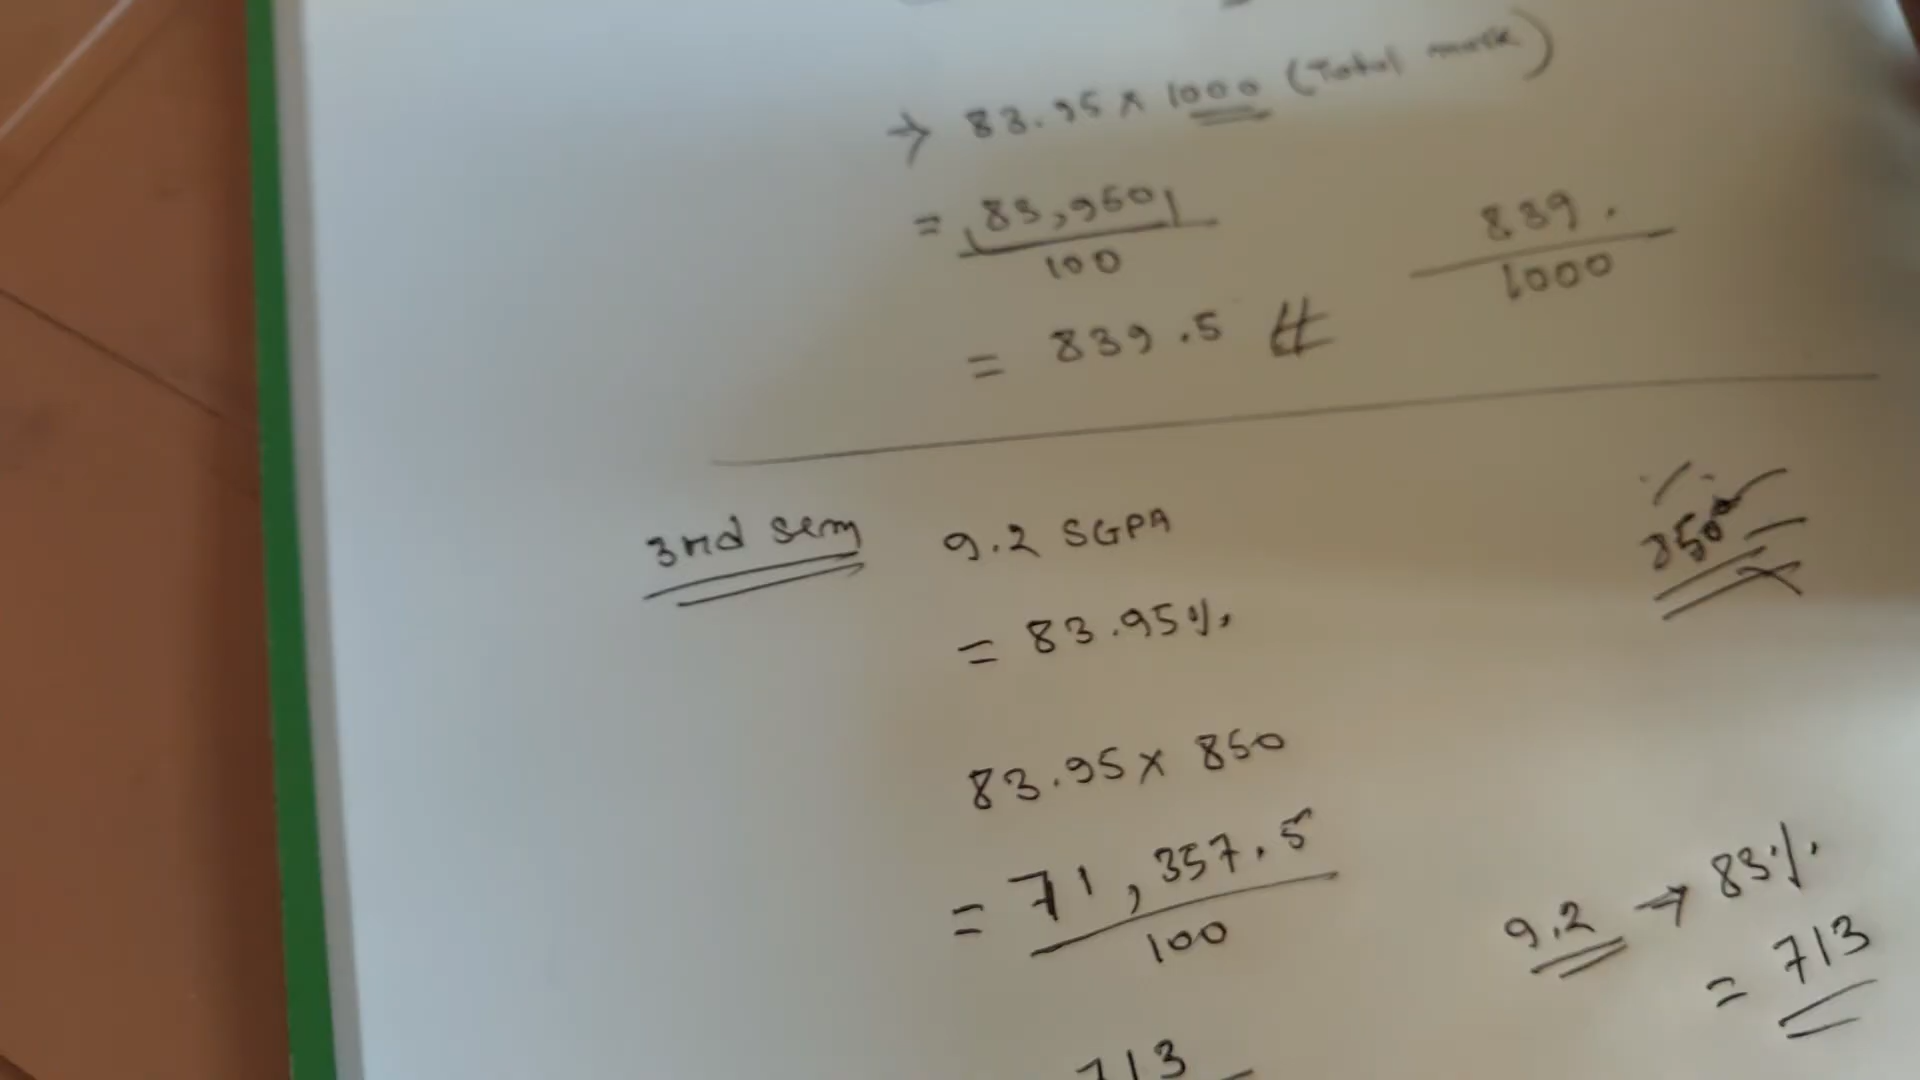 → 83.95 × 1000 (Total mark)
= 83,950
100
= 839.5
839.
1000
3rd sem
9.2 SGPA
= 83.95%
850
83.95 × 850
= 71,357.5
100
9.2 → 83%
= 713
713